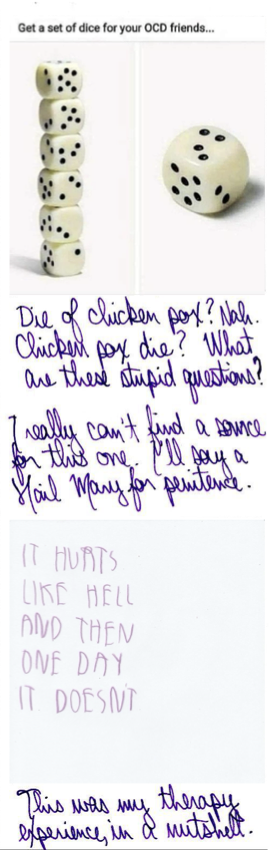 Get a set of dice for your OCD friends...
Die of chicken pox? Nah.
Chicken pox die? What
are these stupid questions?
I really can't find a source
for this one. I'll say a
Hail Mary for penitence.
IT HURTS
LIKE HELL
AND THEN
ONE DAY
IT DOESN'T
This was my therapy
experience, in a nutshell.